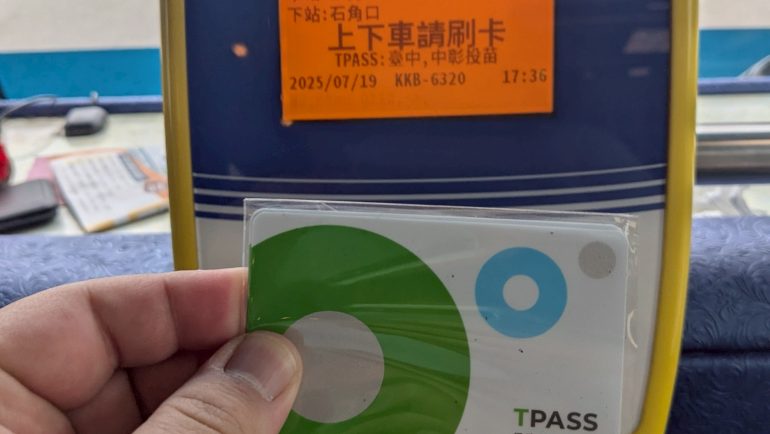 下站:石角口
上下車請刷卡
TPASS:臺中,中彰投苗
2025/07/19 KKB-6320 17:36
TPASS